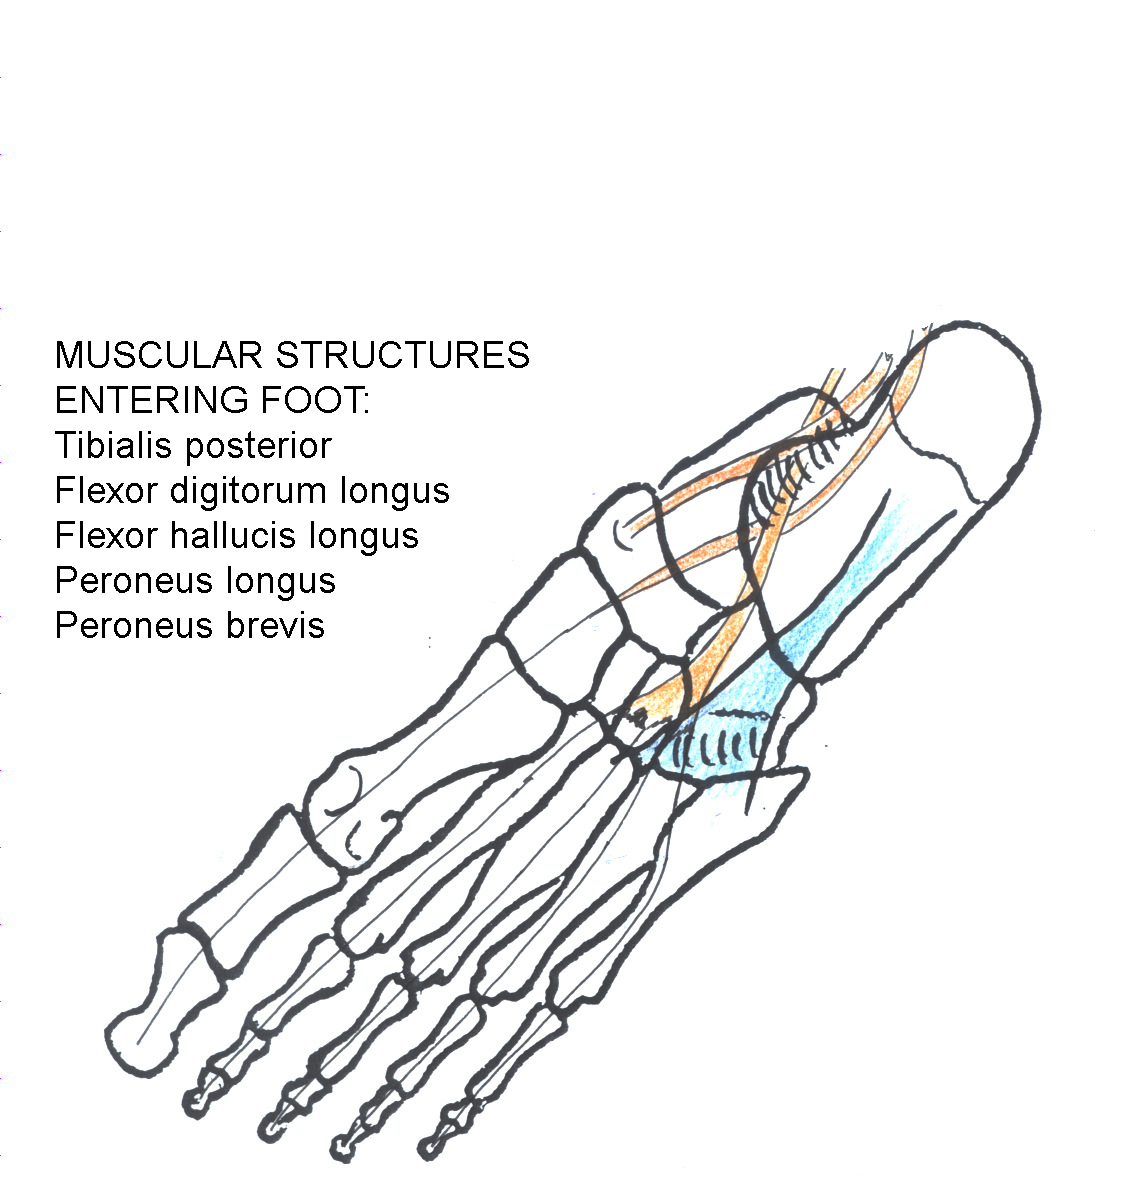 MUSCULAR STRUCTURES
ENTERING FOOT:
Tibialis posterior
Flexor digitorum longus
Flexor hallucis longus
Peroneus longus
Peroneus brevis